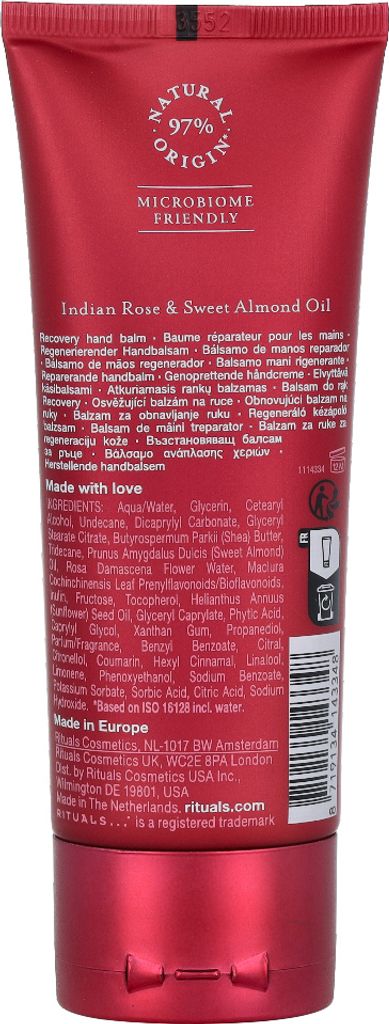 3552
NATURAL
97%
ORIGIN*
MICROBIOME
FRIENDLY
Indian Rose & Sweet Almond Oil
Recovery hand balm · Baume réparateur pour les mains ·
Regenerierender Handbalsam · Bálsamo de manos reparador
· Bálsamo de mãos regenerador · Balsamo mani rigenerante ·
Reparerande handbalm · Genoprettende håndcreme · Elvyttävä
käsibalsami · Atkuriamasis rankų balzamas · Balsam do rąk
Recovery · Osvěžující balzám na ruce · Obnovujúci balzam na
ruky · Balzam za obnavljanje ruku · Regeneráló kézápoló
balzsam · Balsam de mâini treparator · Balzam za ruke za
regeneraciju kože · Възстановяващ балсам
за ръце · Βάλσαμο ανάπλασης χεριών ·
Herstellende handbalsem
1114334
12M
Made with love
INGREDIENTS: Aqua/Water, Glycerin, Cetearyl
Alcohol, Undecane, Dicaprylyl Carbonate, Glyceryl
Stearate Citrate, Butyrospermum Parkii (Shea) Butter,
Tridecane, Prunus Amygdalus Dulcis (Sweet Almond)
Oil, Rosa Damascena Flower Water, Maclura
Cochinchinensis Leaf Prenylflavonoids/Bioflavonoids,
Inulin, Fructose, Tocopherol, Helianthus Annuus
(Sunflower) Seed Oil, Glyceryl Caprylate, Phytic Acid,
Caprylyl Glycol, Xanthan Gum, Propanediol,
Parfum/Fragrance, Benzyl Benzoate, Citral,
Citronellol, Coumarin, Hexyl Cinnamal, Linalool,
Limonene, Phenoxyethanol, Sodium Benzoate,
Potassium Sorbate, Sorbic Acid, Citric Acid, Sodium
Hydroxide. *Based on ISO 16128 incl. water.
FR
Made in Europe
Rituals Cosmetics, NL-1017 BW Amsterdam
Rituals Cosmetics UK, WC2E 8PA London
Dist. by Rituals Cosmetics USA Inc.,
Wilmington DE 19801, USA
Made in The Netherlands. rituals.com
RITUALS...® is a registered trademark
8 719134 143348